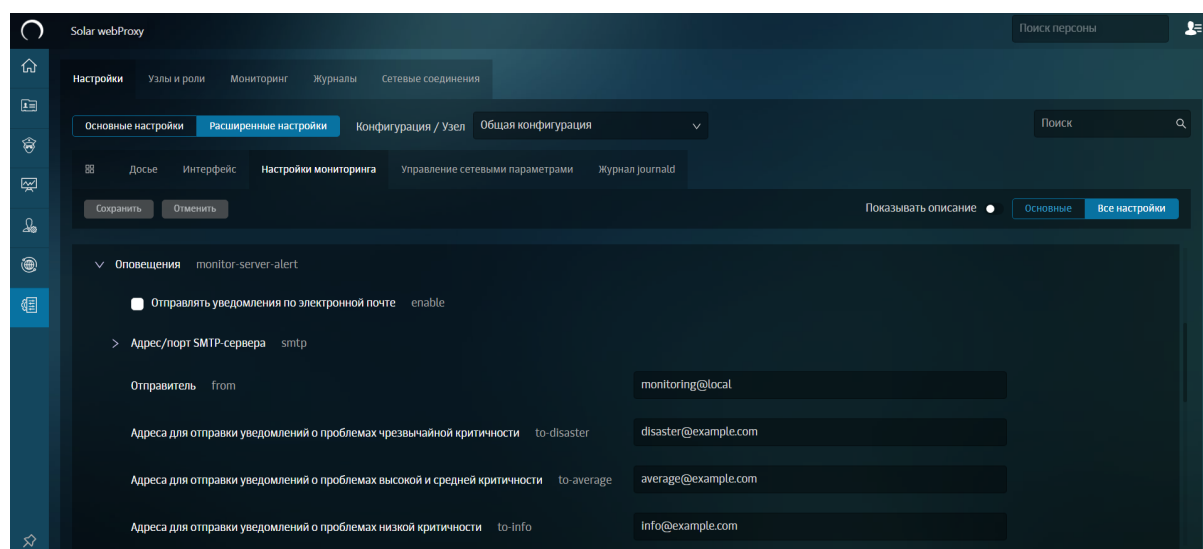 Solar webProxy
Поиск персоны
Настройки Узлы и роли Мониторинг Журналы Сетевые соединения
Основные настройки Расширенные настройки Конфигурация / Узел Общая конфигурация Поиск
Досье Интерфейс Настройки мониторинга Управление сетевыми параметрами Журнал journald
Сохранить Отменить Показывать описание Основные Все настройки
Оповещения monitor-server-alert
Отправлять уведомления по электронной почте enable
Адрес/порт SMTP-сервера smtp
Отправитель from monitoring@local
Адреса для отправки уведомлений о проблемах чрезвычайной критичности to-disaster disaster@example.com
Адреса для отправки уведомлений о проблемах высокой и средней критичности to-average average@example.com
Адреса для отправки уведомлений о проблемах низкой критичности to-info info@example.com